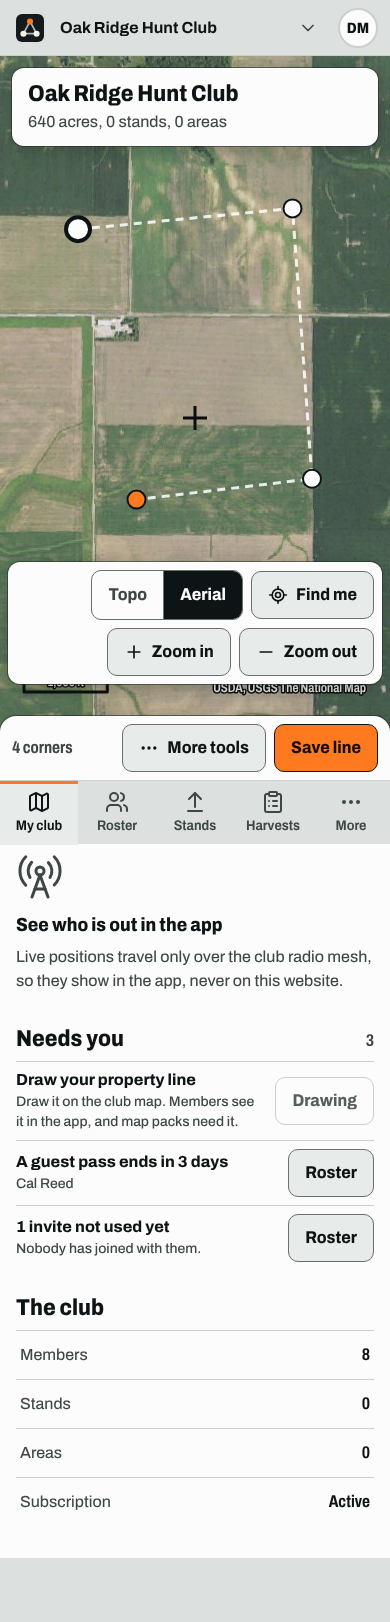 Oak Ridge Hunt Club
DM
Oak Ridge Hunt Club
640 acres, 0 stands, 0 areas
Topo
Aerial
Find me
Zoom in
Zoom out
USDA, USGS The National Map
4 corners
More tools
Save line
My club
Roster
Stands
Harvests
More
See who is out in the app
Live positions travel only over the club radio mesh,
so they show in the app, never on this website.
Needs you
3
Draw your property line
Draw it on the club map. Members see
it in the app, and map packs need it.
Drawing
A guest pass ends in 3 days
Cal Reed
Roster
1 invite not used yet
Nobody has joined with them.
Roster
The club
Members
8
Stands
0
Areas
0
Subscription
Active